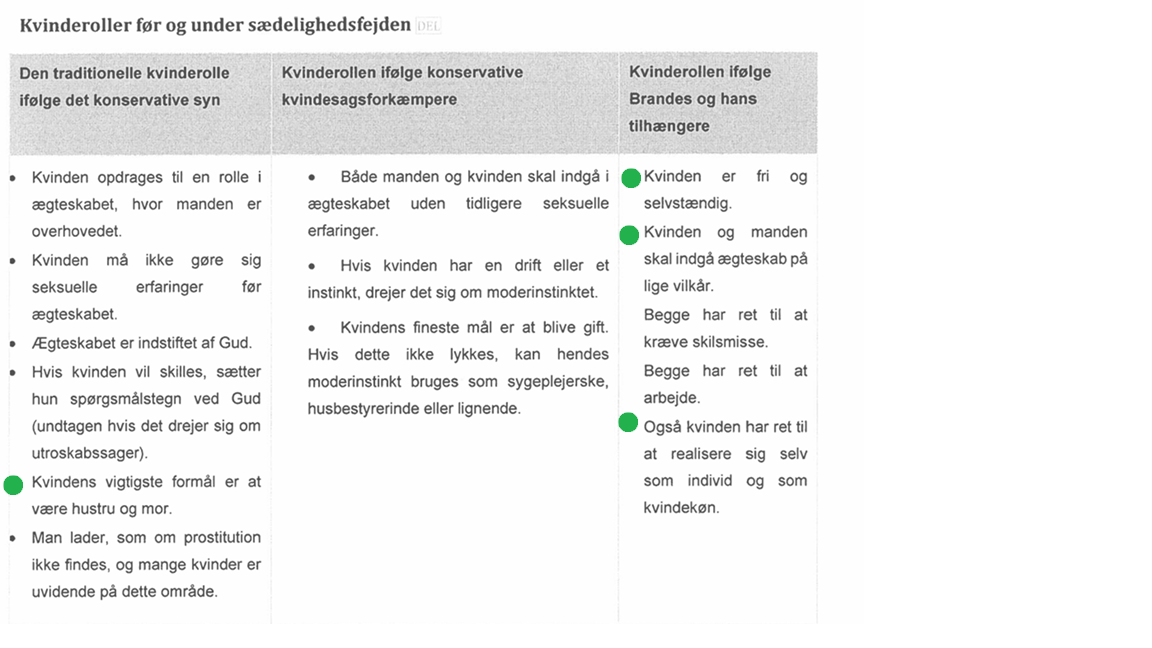 Kvinderoller før og under sædelighedsfejden DEL
Den traditionelle kvinderolle
ifølge det konservative syn
Kvinderollen ifølge konservative
kvindesagsforkæmpere
Kvinderollen ifølge
Brandes og hans
tilhængere
• Kvinden opdrages til en rolle i
ægteskabet, hvor manden er
overhovedet.
• Kvinden må ikke gøre sig
seksuelle erfaringer før
ægteskabet.
• Ægteskabet er indstiftet af Gud.
• Hvis kvinden vil skilles, sætter
hun spørgsmålstegn ved Gud
(undtagen hvis det drejer sig om
utroskabssager).
Kvindens vigtigste formål er at
være hustru og mor.
• Man lader, som om prostitution
ikke findes, og mange kvinder er
uvidende på dette område.
• Både manden og kvinden skal indgå i
ægteskabet uden tidligere seksuelle
erfaringer.
• Hvis kvinden har en drift eller et
instinkt, drejer det sig om moderinstinktet.
• Kvindens fineste mål er at blive gift.
Hvis dette ikke lykkes, kan hendes
moderinstinkt bruges som sygeplejerske,
husbestyrerinde eller lignende.
Kvinden er fri og
selvstændig.
Kvinden og manden
skal indgå ægteskab på
lige vilkår.
Begge har ret til at
kræve skilsmisse.
Begge har ret til at
arbejde.
Også kvinden har ret til
at realisere sig selv
som individ og som
kvindekøn.